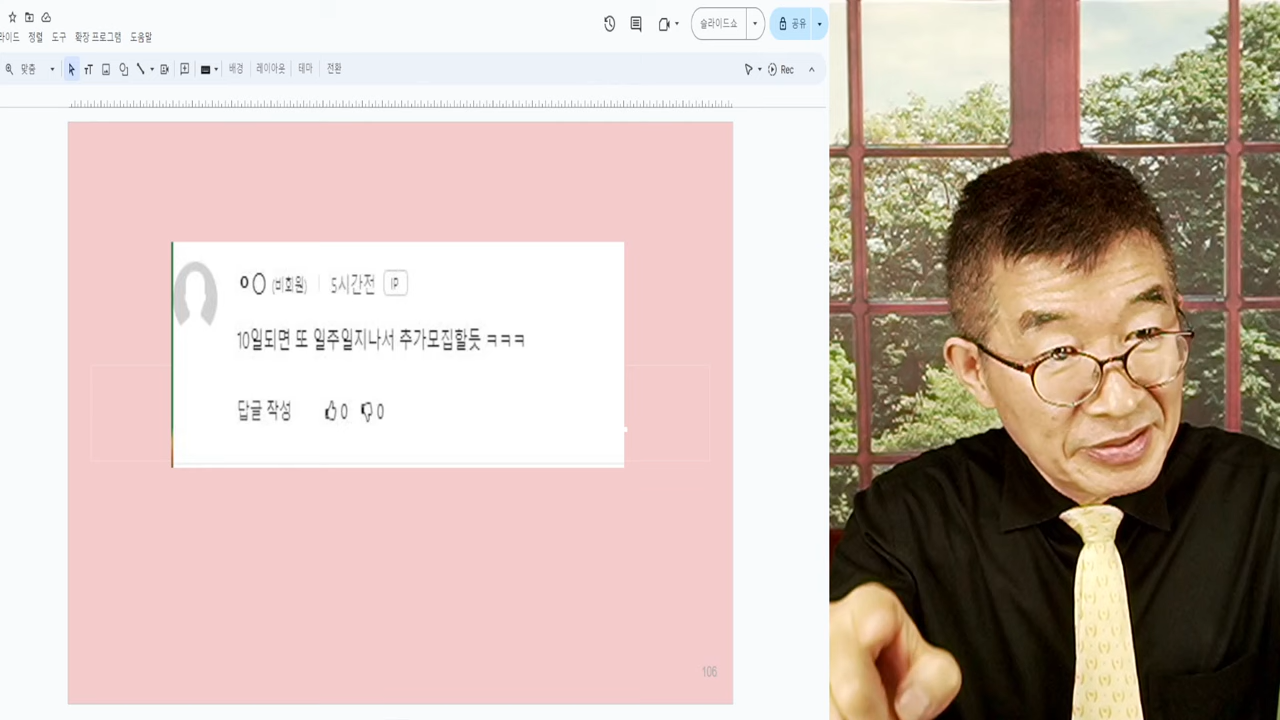 슬라이드쇼
공유
라이드 정렬 도구 확장 프로그램 도움말
맞춤
배경 레이아웃 테마 전환
Rec
ㅇ〇 (비회원) 5시간전 IP
10일되면 또 일주일지나서 추가모집할듯 ㅋㅋㅋ
답글 작성 0 0
106